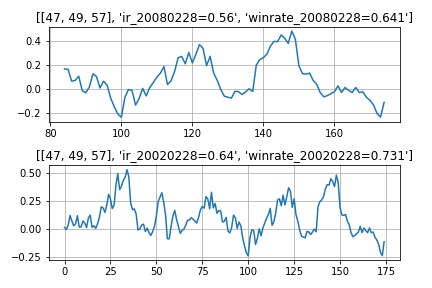 [[47, 49, 57], 'ir_20080228=0.56', 'winrate_20080228=0.641']
0.4
0.2
0.0
−0.2
80 100 120 140 160
[[47, 49, 57], 'ir_20020228=0.64', 'winrate_20020228=0.731']
0.50
0.25
0.00
−0.25
0 25 50 75 100 125 150 175